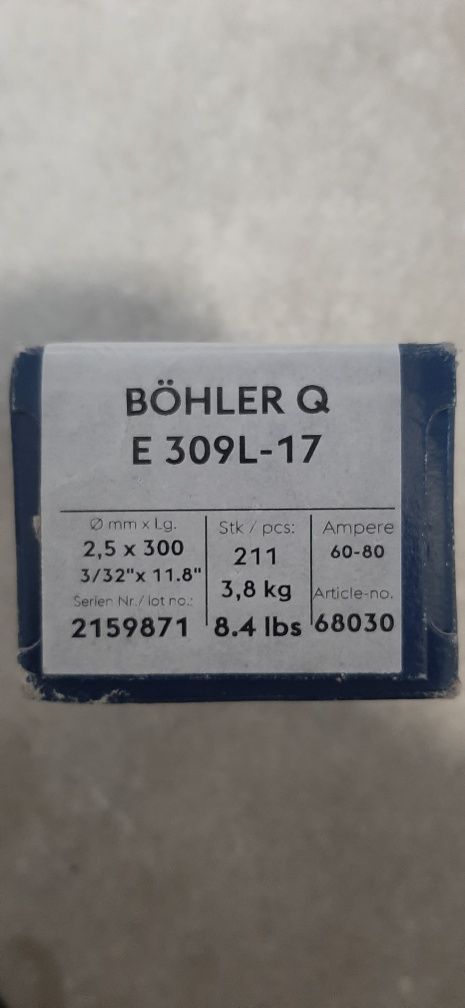 BÖHLER Q
E 309L-17
Ø mm x Lg.
2,5 x 300
3/32"x 11.8"
Serien Nr./ lot no.:
2159871
Stk / pcs:
211
3,8 kg
8.4 lbs
Ampere
60-80
Article-no.
68030